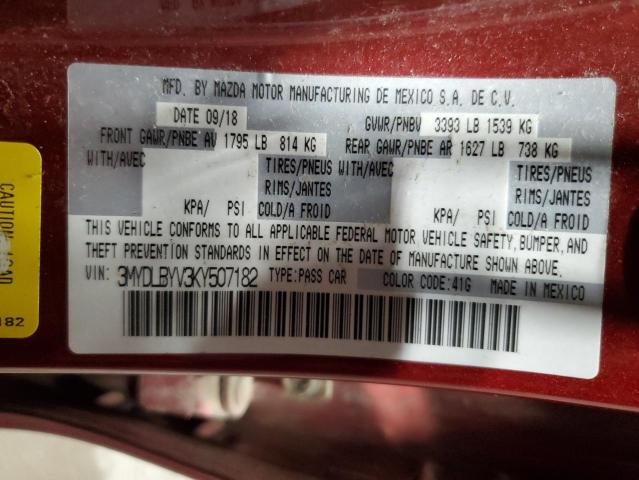 MFD. BY MAZDA MOTOR MANUFACTURING DE MEXICO S.A. DE C.V.
DATE 09/18 GVWR/PNBV 3393 LB 1539 KG
FRONT GAWR/PNBE AV 1795 LB 814 KG REAR GAWR/PNBE AR 1627 LB 738 KG
WITH/AVEC TIRES/PNEUS WITH/AVEC TIRES/PNEUS
RIMS/JANTES RIMS/JANTES
KPA/ PSI COLD/A FROID KPA/ PSI COLD/A FROID
THIS VEHICLE CONFORMS TO ALL APPLICABLE FEDERAL MOTOR VEHICLE SAFETY, BUMPER, AND
THEFT PREVENTION STANDARDS IN EFFECT ON THE DATE OF MANUFACTURE SHOWN ABOVE.
VIN: 3MYDLBYV3KY507182 TYPE:PASS CAR COLOR CODE:41G MADE IN MEXICO
CAUTION
182